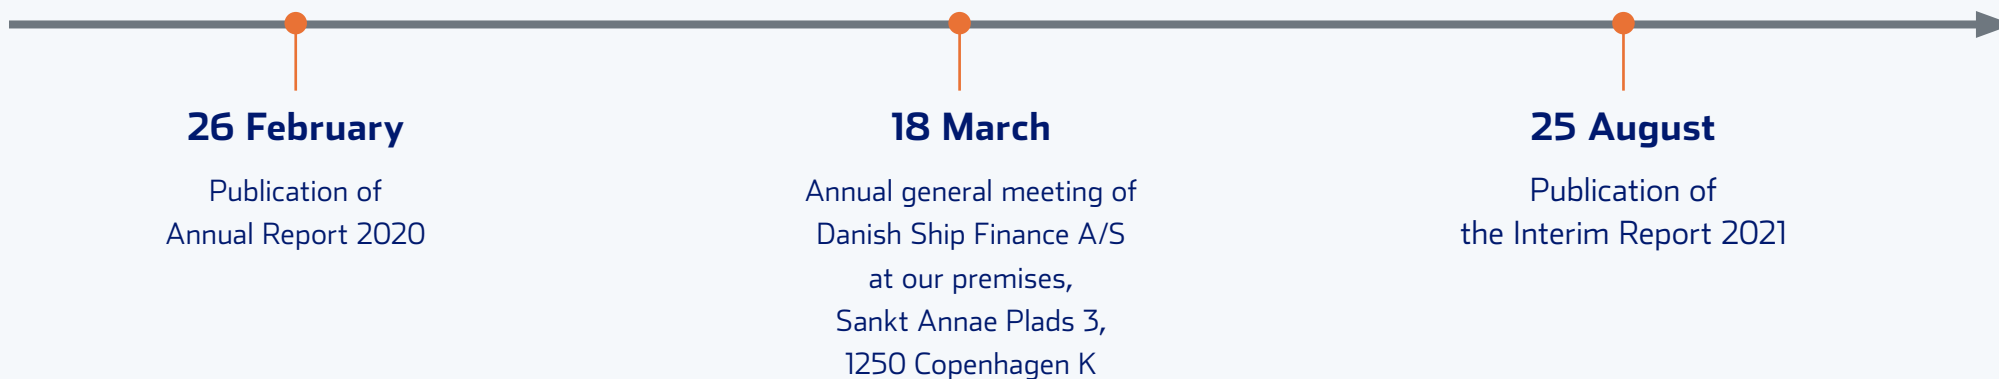 26 February
Publication of
Annual Report 2020
18 March
Annual general meeting of
Danish Ship Finance A/S
at our premises,
Sankt Annae Plads 3,
1250 Copenhagen K
25 August
Publication of
the Interim Report 2021